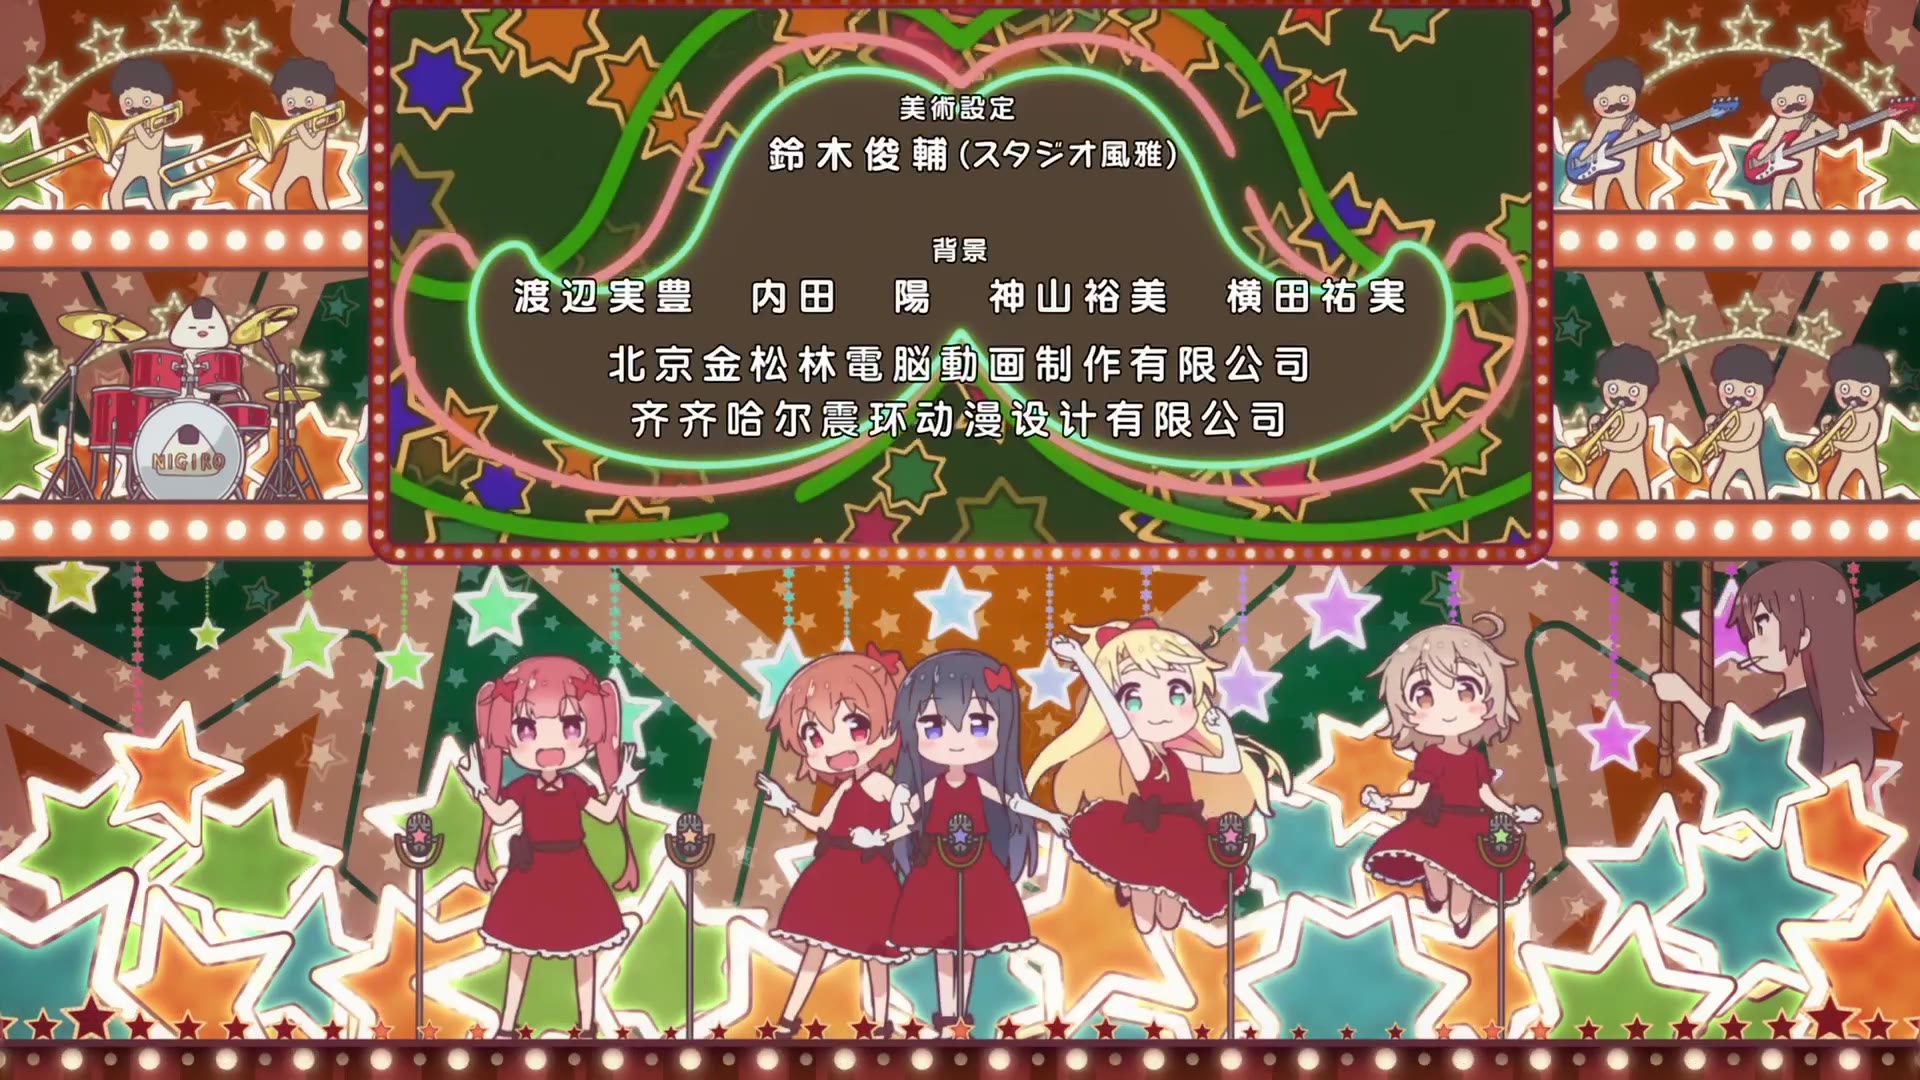 美術設定
鈴木俊輔(スタジオ風雅)
背景
渡辺実豊 内田 陽 神山裕美 横田祐実
北京金松林電脳動画制作有限公司
齐齐哈尔震环动漫设计有限公司
NIGIRO